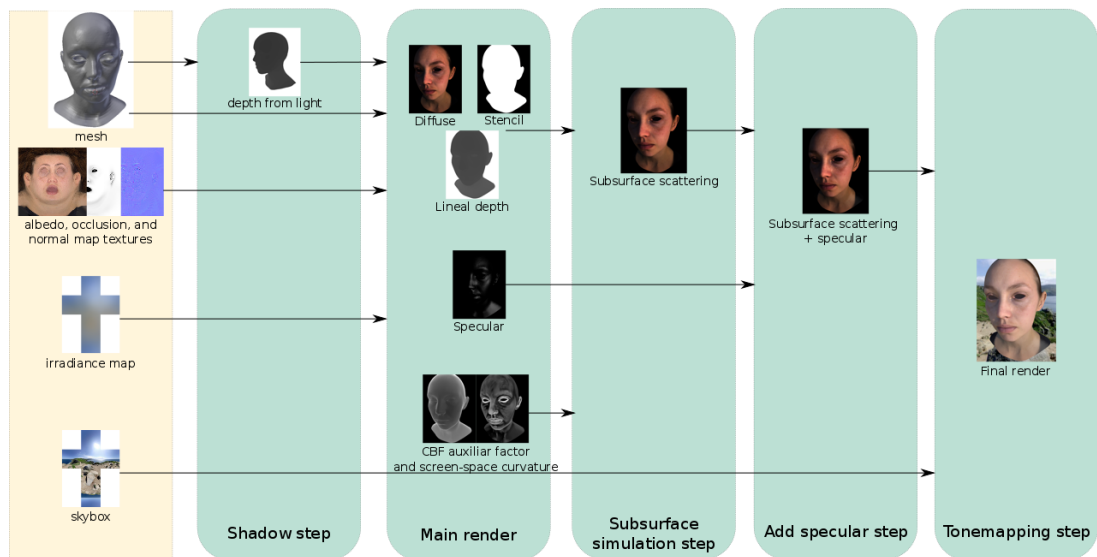 mesh
albedo, occlusion, and
normal map textures
irradiance map
skybox
depth from light
Shadow step
Diffuse
Stencil
Lineal depth
Specular
CBF auxiliar factor
and screen-space curvature
Main render
Subsurface scattering
Subsurface
simulation step
Subsurface scattering
+ specular
Add specular step
Final render
Tonemapping step